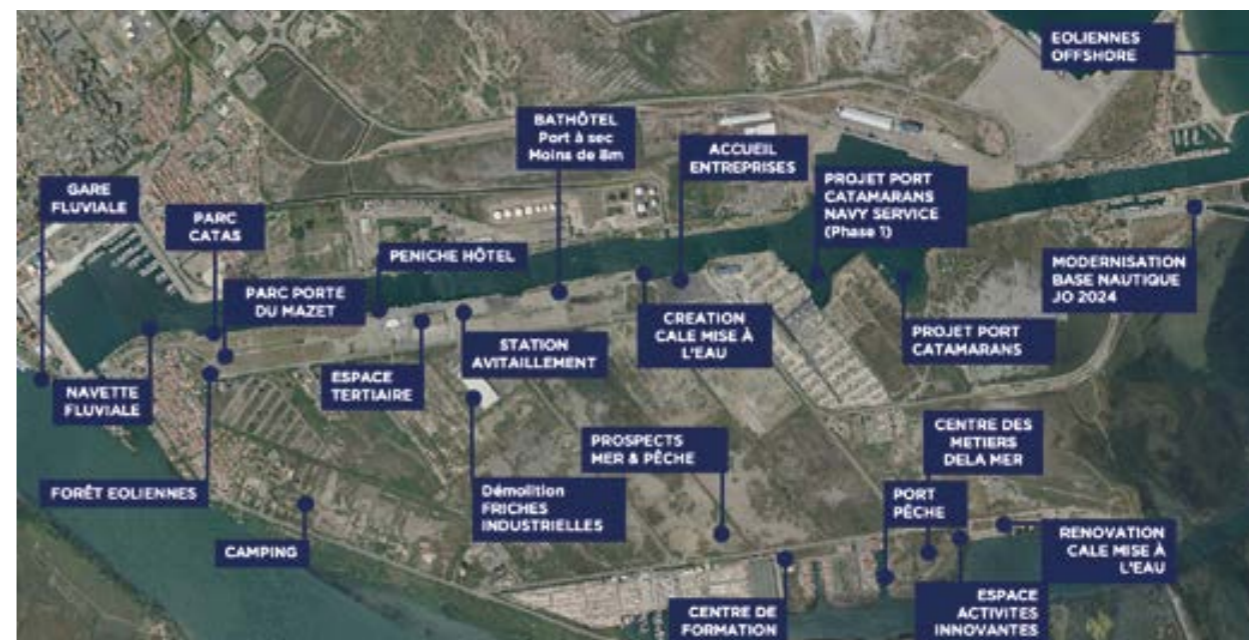 EOLIENNES
OFFSHORE
BATHÔTEL
Port à sec
Moins de 8m
ACCUEIL
ENTREPRISES
GARE
FLUVIALE
PARC
CATAS
PROJET PORT
CATAMARANS
NAVY SERVICE
(Phase 1)
PENICHE HÔTEL
MODERNISATION
BASE NAUTIQUE
JO 2024
PARC PORTE
DU MAZET
CREATION
CALE MISE À
L'EAU
PROJET PORT
CATAMARANS
STATION
AVITAILLEMENT
ESPACE
TERTIAIRE
NAVETTE
FLUVIALE
CENTRE DES
METIERS
DELA MER
PROSPECTS
MER & PÊCHE
FORÊT EOLIENNES
Démolition
FRICHES
INDUSTRIELLES
PORT
PÊCHE
CAMPING
RENOVATION
CALE MISE À
L'EAU
CENTRE DE
FORMATION
ESPACE
ACTIVITES
INNOVANTES